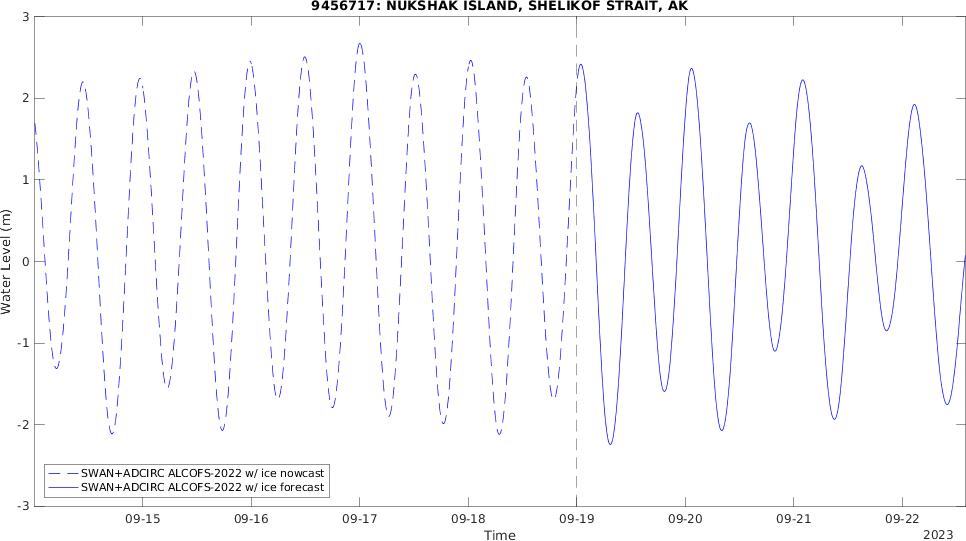 9456717: NUKSHAK ISLAND, SHELIKOF STRAIT, AK
3
2
1
0
-1
-2
-3
Water Level (m)
SWAN+ADCIRC ALCOFS-2022 w/ ice nowcast
SWAN+ADCIRC ALCOFS-2022 w/ ice forecast
09-15 09-16 09-17 09-18 09-19 09-20 09-21 09-22
Time
2023